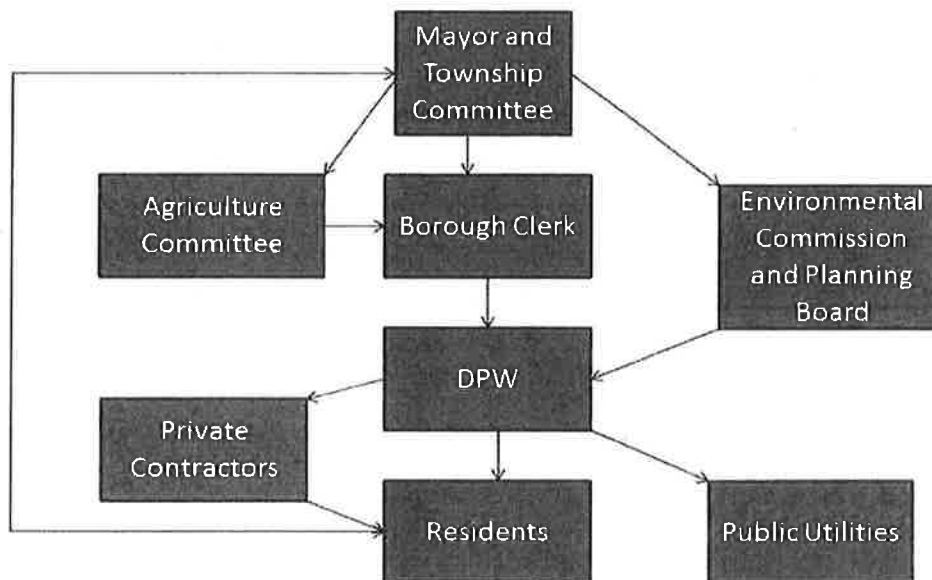 Mayor and
Township
Committee
Agriculture
Committee
Borough Clerk
Environmental
Commission
and Planning
Board
DPW
Private
Contractors
Residents
Public Utilities